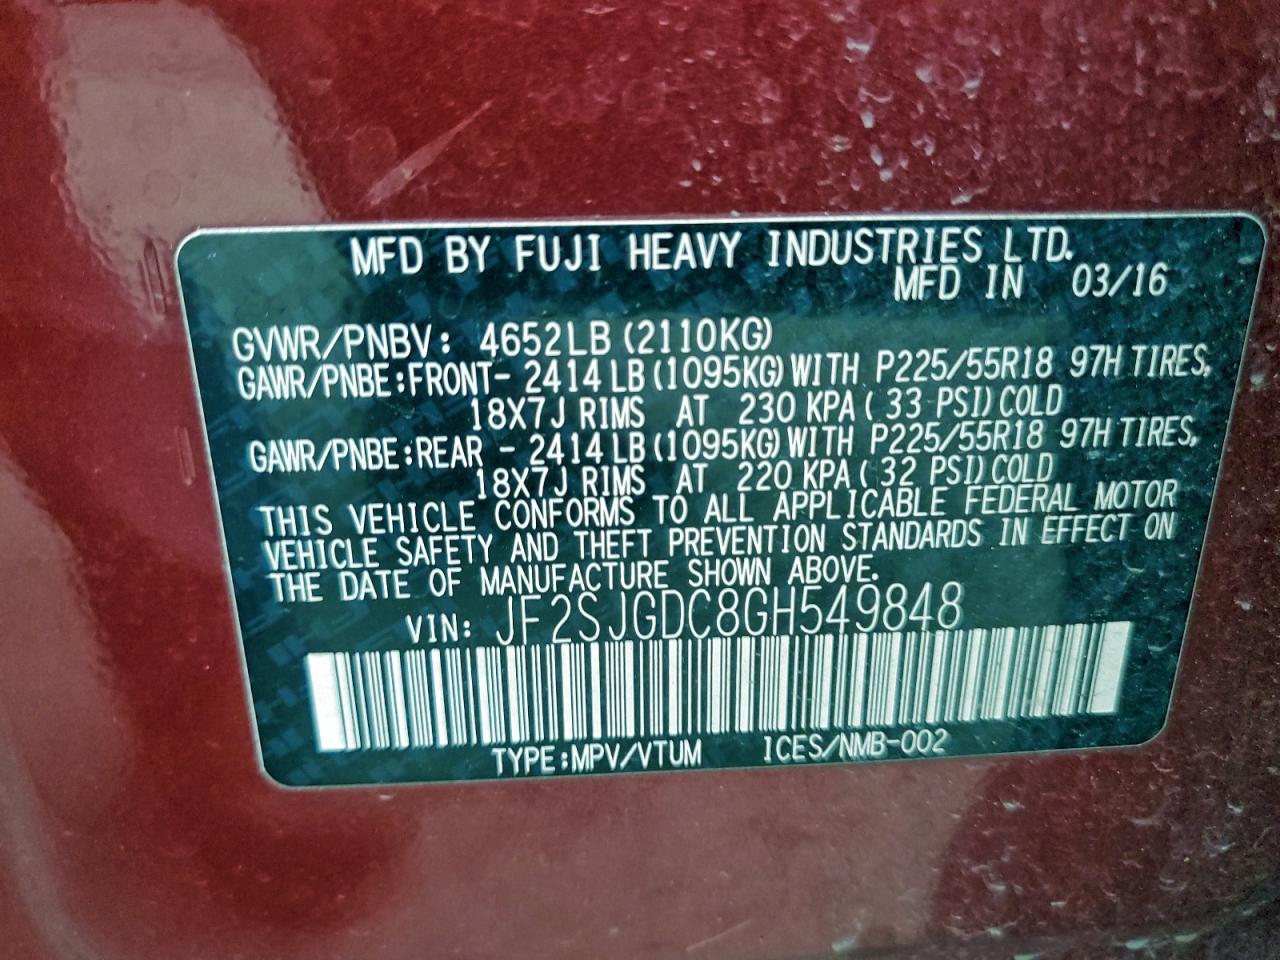 MFD BY FUJI HEAVY INDUSTRIES LTD.
MFD IN 03/16
GVWR/PNBV: 4652LB (2110KG)
GAWR/PNBE:FRONT- 2414LB (1095KG) WITH P225/55R18 97H TIRES,
18X7J RIMS AT 230 KPA ( 33 PSI) COLD
GAWR/PNBE:REAR - 2414LB (1095KG) WITH P225/55R18 97H TIRES,
18X7J RIMS AT 220 KPA ( 32 PSI) COLD
THIS VEHICLE CONFORMS TO ALL APPLICABLE FEDERAL MOTOR
VEHICLE SAFETY AND THEFT PREVENTION STANDARDS IN EFFECT ON
THE DATE OF MANUFACTURE SHOWN ABOVE.
VIN: JF2SJGDC8GH549848
TYPE:MPV/VTUM ICES/NMB-002